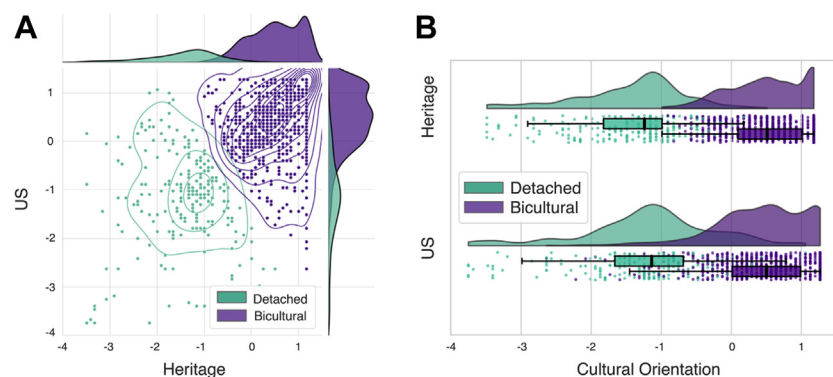 A
US
1
0
-1
-2
-3
-4
-4
-3
-2
-1
0
1
Heritage
Detached
Bicultural
B
Heritage
Detached
Bicultural
US
-4
-3
-2
-1
0
1
Cultural Orientation